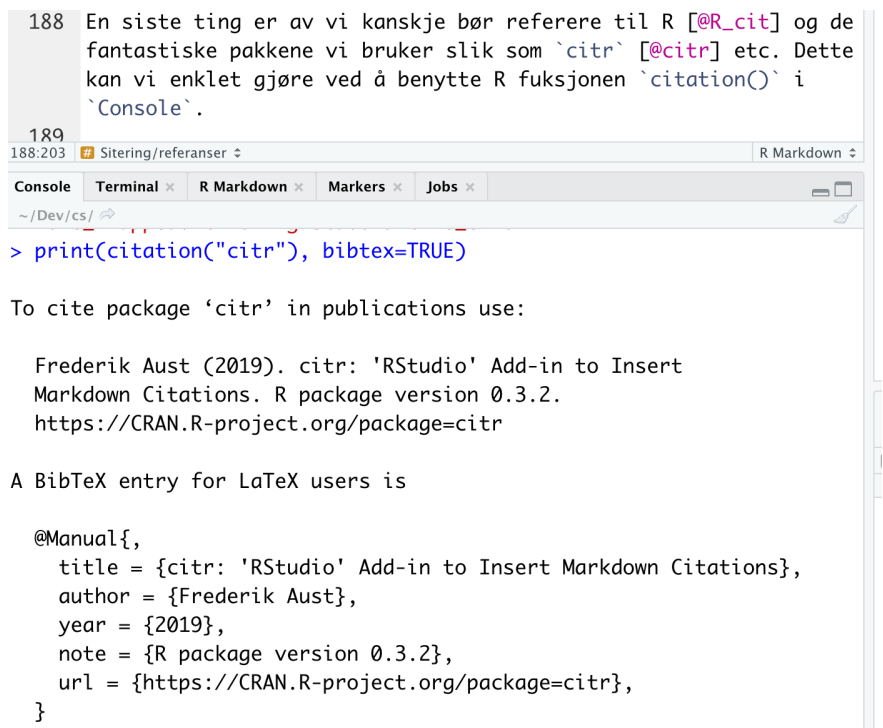 188 En siste ting er av vi kanskje bør referere til R [@R_cit] og de
fantastiske pakkene vi bruker slik som `citr` [@citr] etc. Dette
kan vi enklet gjøre ved å benytte R fuksjonen `citation()` i
`Console`.
189
188:203 # Sitering/referanser R Markdown
Console Terminal × R Markdown × Markers × Jobs ×
~/Dev/cs/
> print(citation("citr"), bibtex=TRUE)
To cite package ‘citr’ in publications use:
Frederik Aust (2019). citr: 'RStudio' Add-in to Insert
Markdown Citations. R package version 0.3.2.
https://CRAN.R-project.org/package=citr
A BibTeX entry for LaTeX users is
@Manual{,
title = {citr: 'RStudio' Add-in to Insert Markdown Citations},
author = {Frederik Aust},
year = {2019},
note = {R package version 0.3.2},
url = {https://CRAN.R-project.org/package=citr},
}